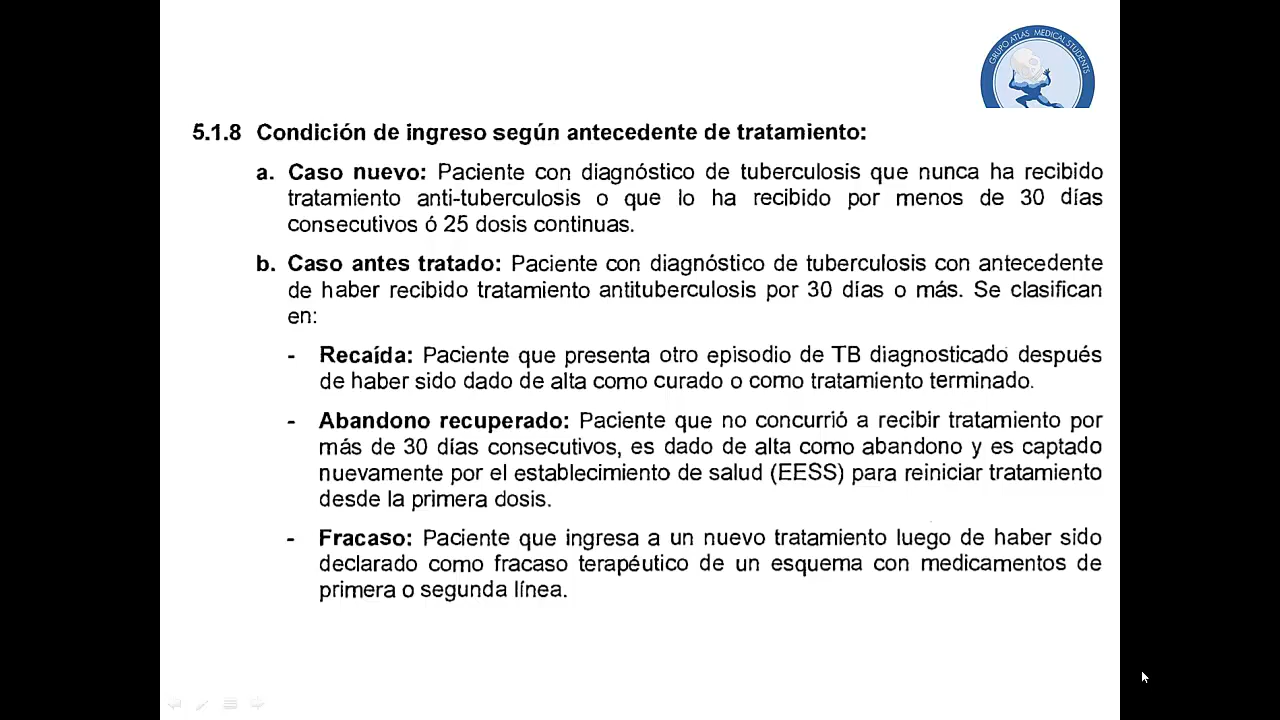 GRUPO ATLAS MEDICAL STUDENTS
5.1.8 Condición de ingreso según antecedente de tratamiento:
a. Caso nuevo: Paciente con diagnóstico de tuberculosis que nunca ha recibido
tratamiento anti-tuberculosis o que lo ha recibido por menos de 30 días
consecutivos ó 25 dosis continuas.
b. Caso antes tratado: Paciente con diagnóstico de tuberculosis con antecedente
de haber recibido tratamiento antituberculosis por 30 días o más. Se clasifican
en:
- Recaída: Paciente que presenta otro episodio de TB diagnosticado después
de haber sido dado de alta como curado o como tratamiento terminado.
- Abandono recuperado: Paciente que no concurrió a recibir tratamiento por
más de 30 días consecutivos, es dado de alta como abandono y es captado
nuevamente por el establecimiento de salud (EESS) para reiniciar tratamiento
desde la primera dosis.
- Fracaso: Paciente que ingresa a un nuevo tratamiento luego de haber sido
declarado como fracaso terapéutico de un esquema con medicamentos de
primera o segunda línea.